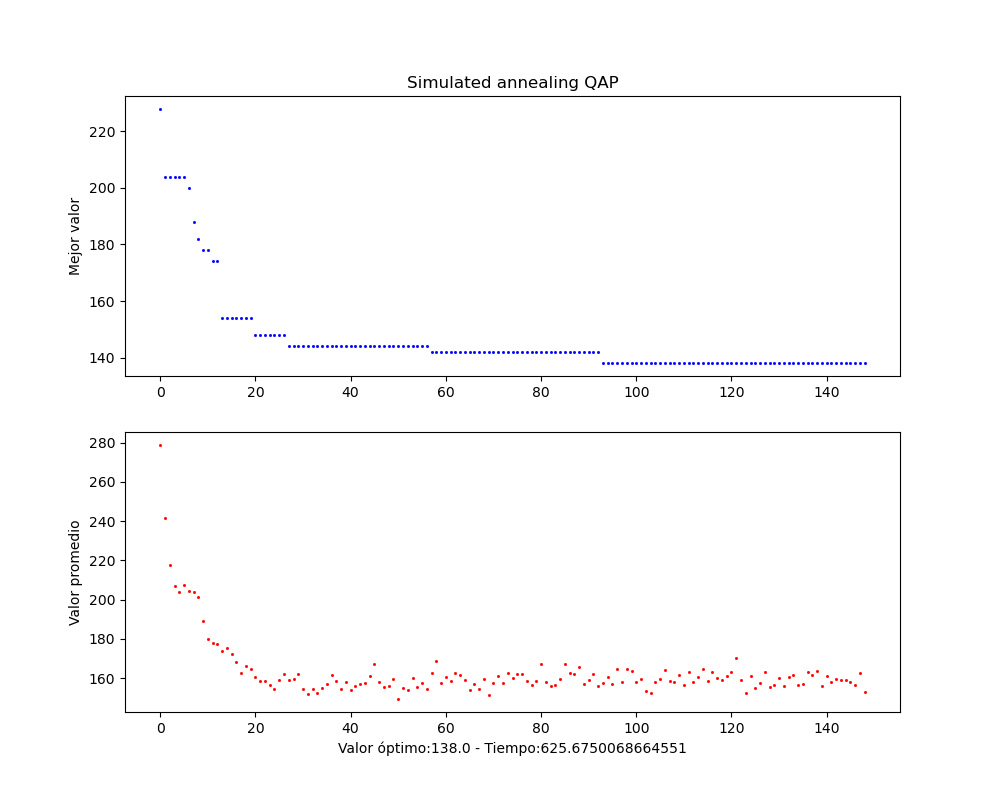 Simulated annealing QAP
Mejor valor
220
200
180
160
140
0 20 40 60 80 100 120 140
Valor promedio
280
260
240
220
200
180
160
0 20 40 60 80 100 120 140
Valor óptimo:138.0 - Tiempo:625.6750068664551